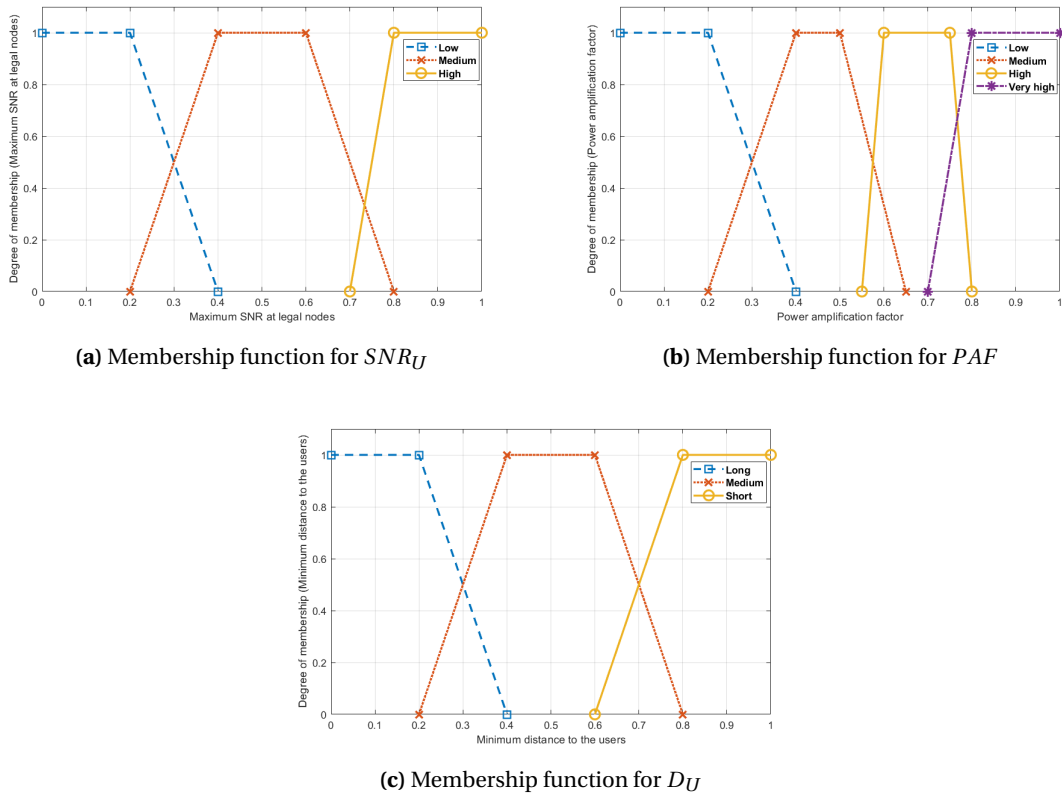 Degree of membership (Maximum SNR at legal nodes)
1
0.8
0.6
0.4
0.2
0
0 0.1 0.2 0.3 0.4 0.5 0.6 0.7 0.8 0.9 1
Maximum SNR at legal nodes
Low
Medium
High
(a) Membership function for SNR_U
Degree of membership (Power amplification factor)
1
0.8
0.6
0.4
0.2
0
0 0.1 0.2 0.3 0.4 0.5 0.6 0.7 0.8 0.9 1
Power amplification factor
Low
Medium
High
Very high
(b) Membership function for PAF
Degree of membership (Minimum distance to the users)
1
0.8
0.6
0.4
0.2
0
0 0.1 0.2 0.3 0.4 0.5 0.6 0.7 0.8 0.9 1
Minimum distance to the users
Long
Medium
Short
(c) Membership function for D_U